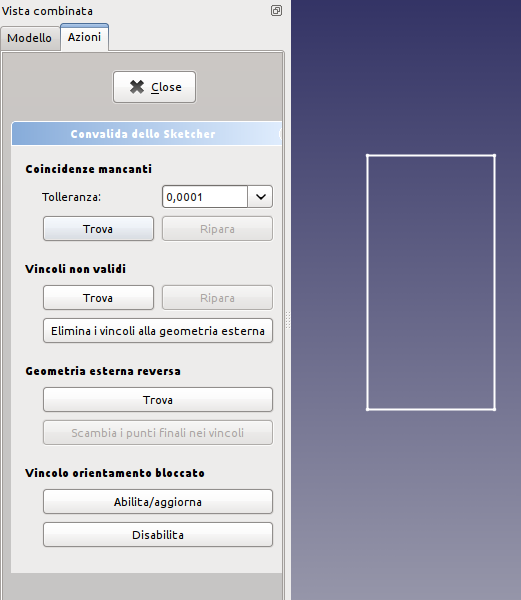 Vista combinata
Modello
Azioni
Close
Convalida dello Sketcher
Coincidenze mancanti
Tolleranza:
0,0001
Trova
Ripara
Vincoli non validi
Trova
Ripara
Elimina i vincoli alla geometria esterna
Geometria esterna reversa
Trova
Scambia i punti finali nei vincoli
Vincolo orientamento bloccato
Abilita/aggiorna
Disabilita